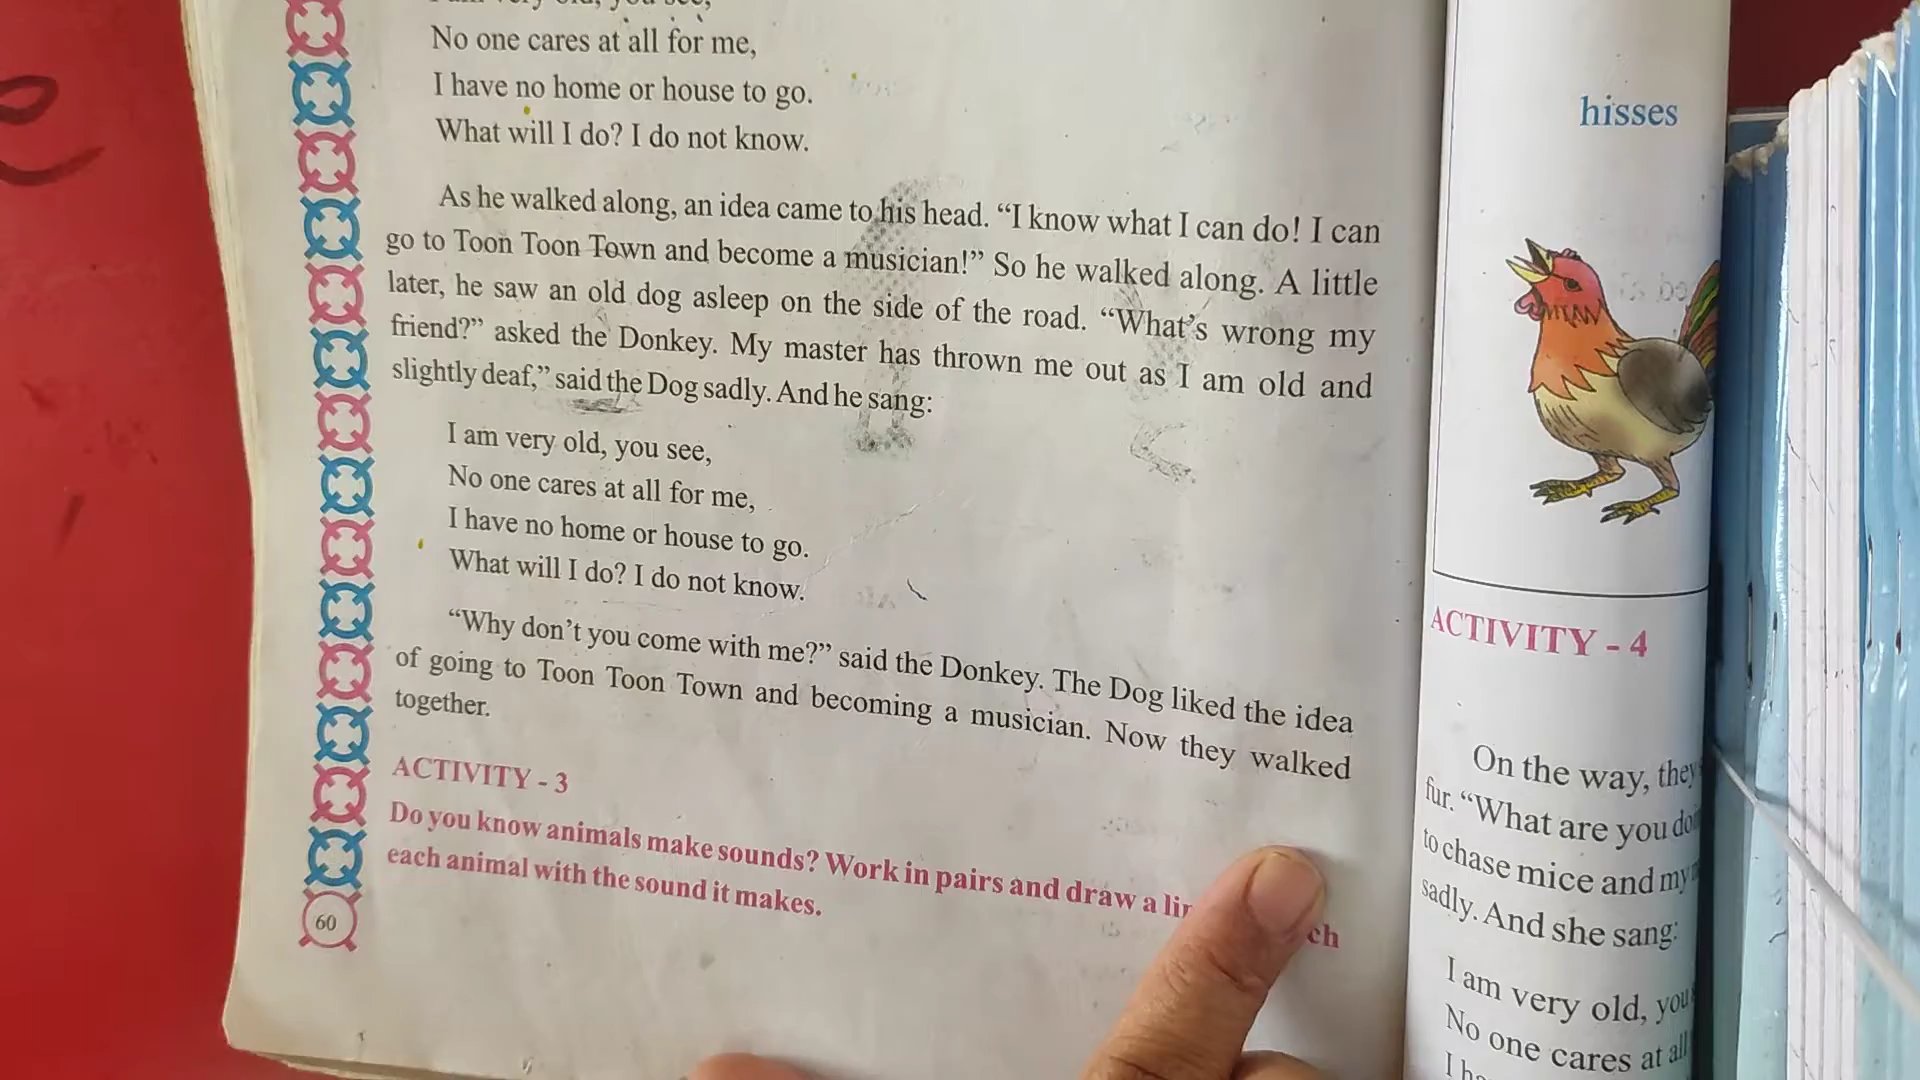 No one cares at all for me,
I have no home or house to go.
What will I do? I do not know.
As he walked along, an idea came to his head. “I know what I can do! I can
go to Toon Toon Town and become a musician!” So he walked along. A little
later, he saw an old dog asleep on the side of the road. “What’s wrong my
friend?” asked the Donkey. My master has thrown me out as I am old and
slightly deaf,” said the Dog sadly. And he sang:
I am very old, you see,
No one cares at all for me,
I have no home or house to go.
What will I do? I do not know.
“Why don’t you come with me?” said the Donkey. The Dog liked the idea
of going to Toon Toon Town and becoming a musician. Now they walked
together.
ACTIVITY - 3
Do you know animals make sounds? Work in pairs and draw a
each animal with the sound it makes.
60
hisses
ACTIVITY - 4
On the way, they
fur. “What are you
to chase mice and my
sadly. And she sang:
I am very old, you
No one cares at all
I